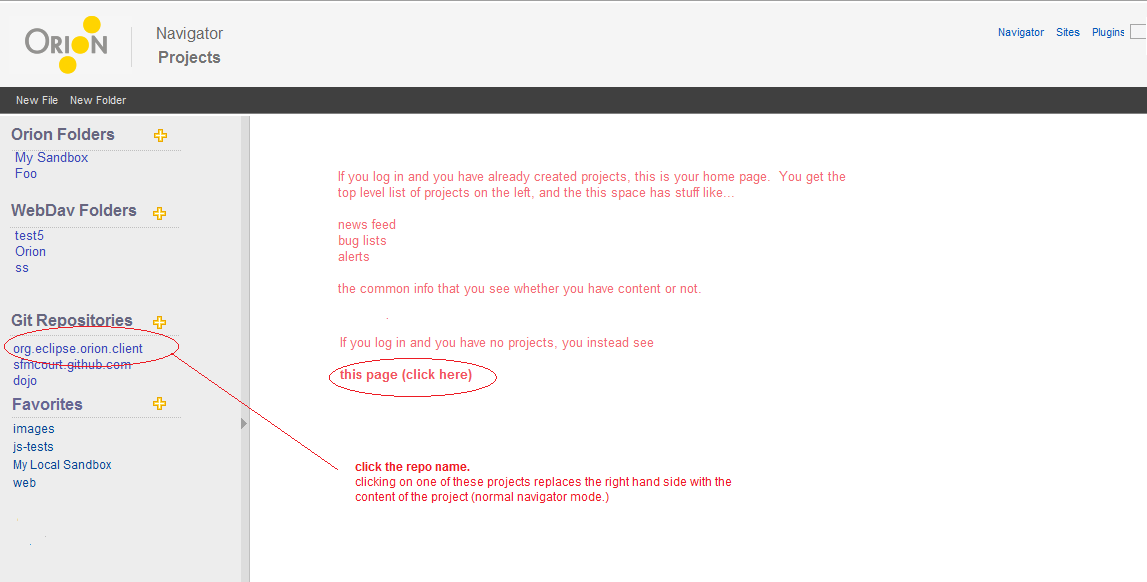 ORION
Navigator
Projects
Navigator Sites Plugins
New File New Folder
Orion Folders
My Sandbox
Foo
WebDav Folders
test5
Orion
ss
Git Repositories
org.eclipse.orion.client
sfmcourt.github.com
dojo
Favorites
images
js-tests
My Local Sandbox
web
If you log in and you have already created projects, this is your home page. You get the
top level list of projects on the left, and the this space has stuff like...
news feed
bug lists
alerts
the common info that you see whether you have content or not.
If you log in and you have no projects, you instead see
this page (click here)
click the repo name.
clicking on one of these projects replaces the right hand side with the
content of the project (normal navigator mode.)